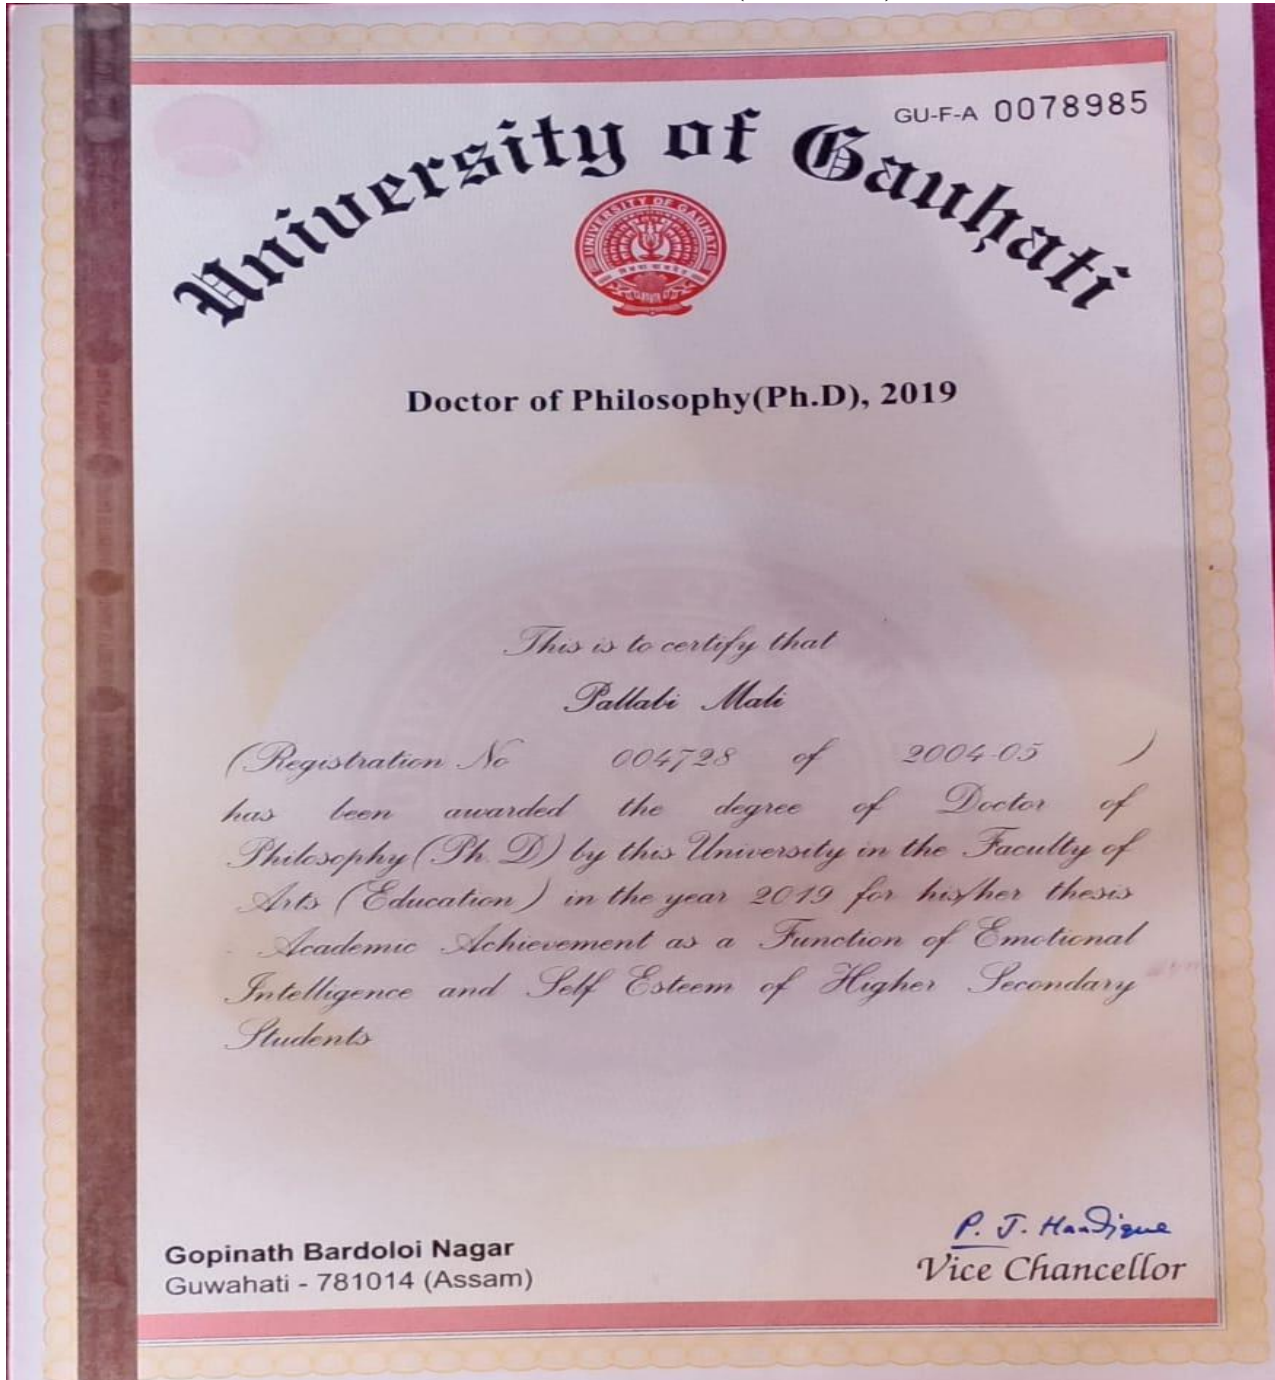 GU-F-A 0078985
University of Gauhati
UNIVERSITY OF GAUHATI
Doctor of Philosophy(Ph.D), 2019
This is to certify that
Pallabi Mali
(Registration No 004728 of 2004-05 )
has been awarded the degree of Doctor of
Philosophy (Ph. D) by this University in the Faculty of
Arts (Education) in the year 2019 for his/her thesis
- Academic Achievement as a Function of Emotional
Intelligence and Self Esteem of Higher Secondary
Students
P. J. Handique
Gopinath Bardoloi Nagar
Vice Chancellor
Guwahati - 781014 (Assam)